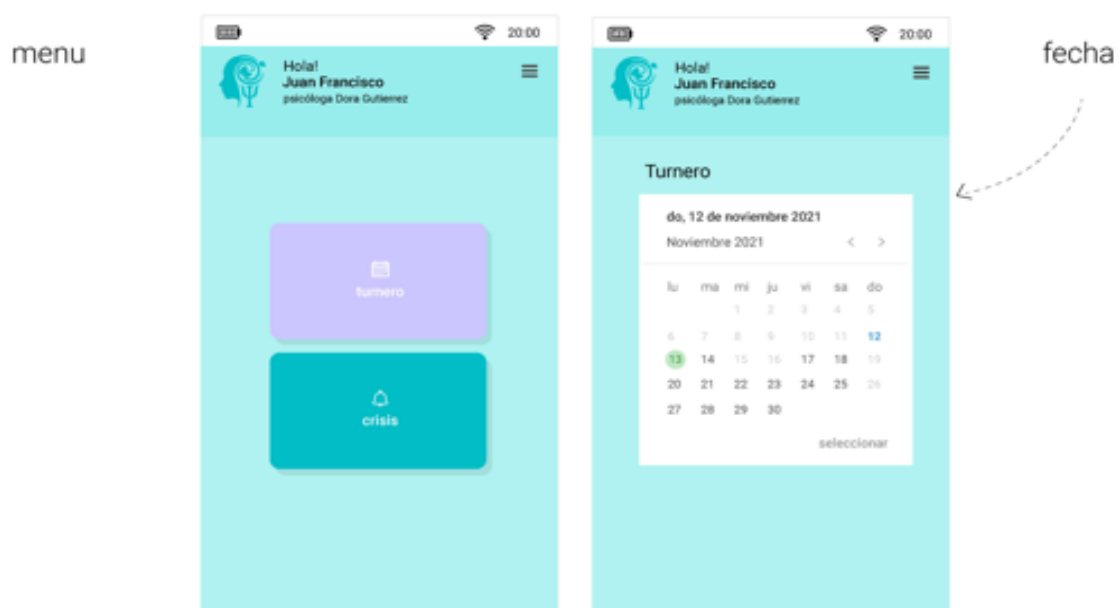 menu
20:00
Hola!
Juan Francisco
psicóloga Dora Gutierrez
turnero
crisis
20:00
Hola!
Juan Francisco
psicóloga Dora Gutierrez
Turnero
do, 12 de noviembre 2021
Noviembre 2021 < >
lu ma mi ju vi sa do
1 2 3 4 5
6 7 8 9 10 11 12
13 14 15 16 17 18 19
20 21 22 23 24 25 26
27 28 29 30
seleccionar
fecha